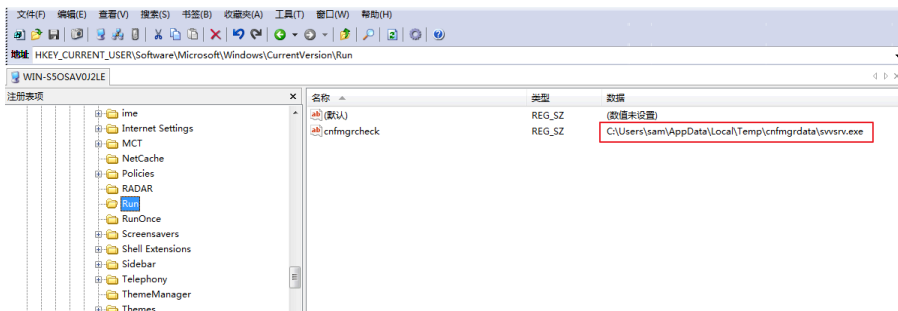 文件(F) 编辑(E) 查看(V) 搜索(S) 书签(B) 收藏夹(A) 工具(T) 窗口(W) 帮助(H)
地址 HKEY_CURRENT_USER\Software\Microsoft\Windows\CurrentVersion\Run
WIN-S5OSAV0J2LE
注册表项
ime
Internet Settings
MCT
NetCache
Policies
RADAR
Run
RunOnce
Screensavers
Shell Extensions
Sidebar
Telephony
ThemeManager
Themes
名称 类型 数据
(默认) REG_SZ (数值未设置)
cnfmgrcheck REG_SZ C:\Users\sam\AppData\Local\Temp\cnfmgrdata\svvsrv.exe